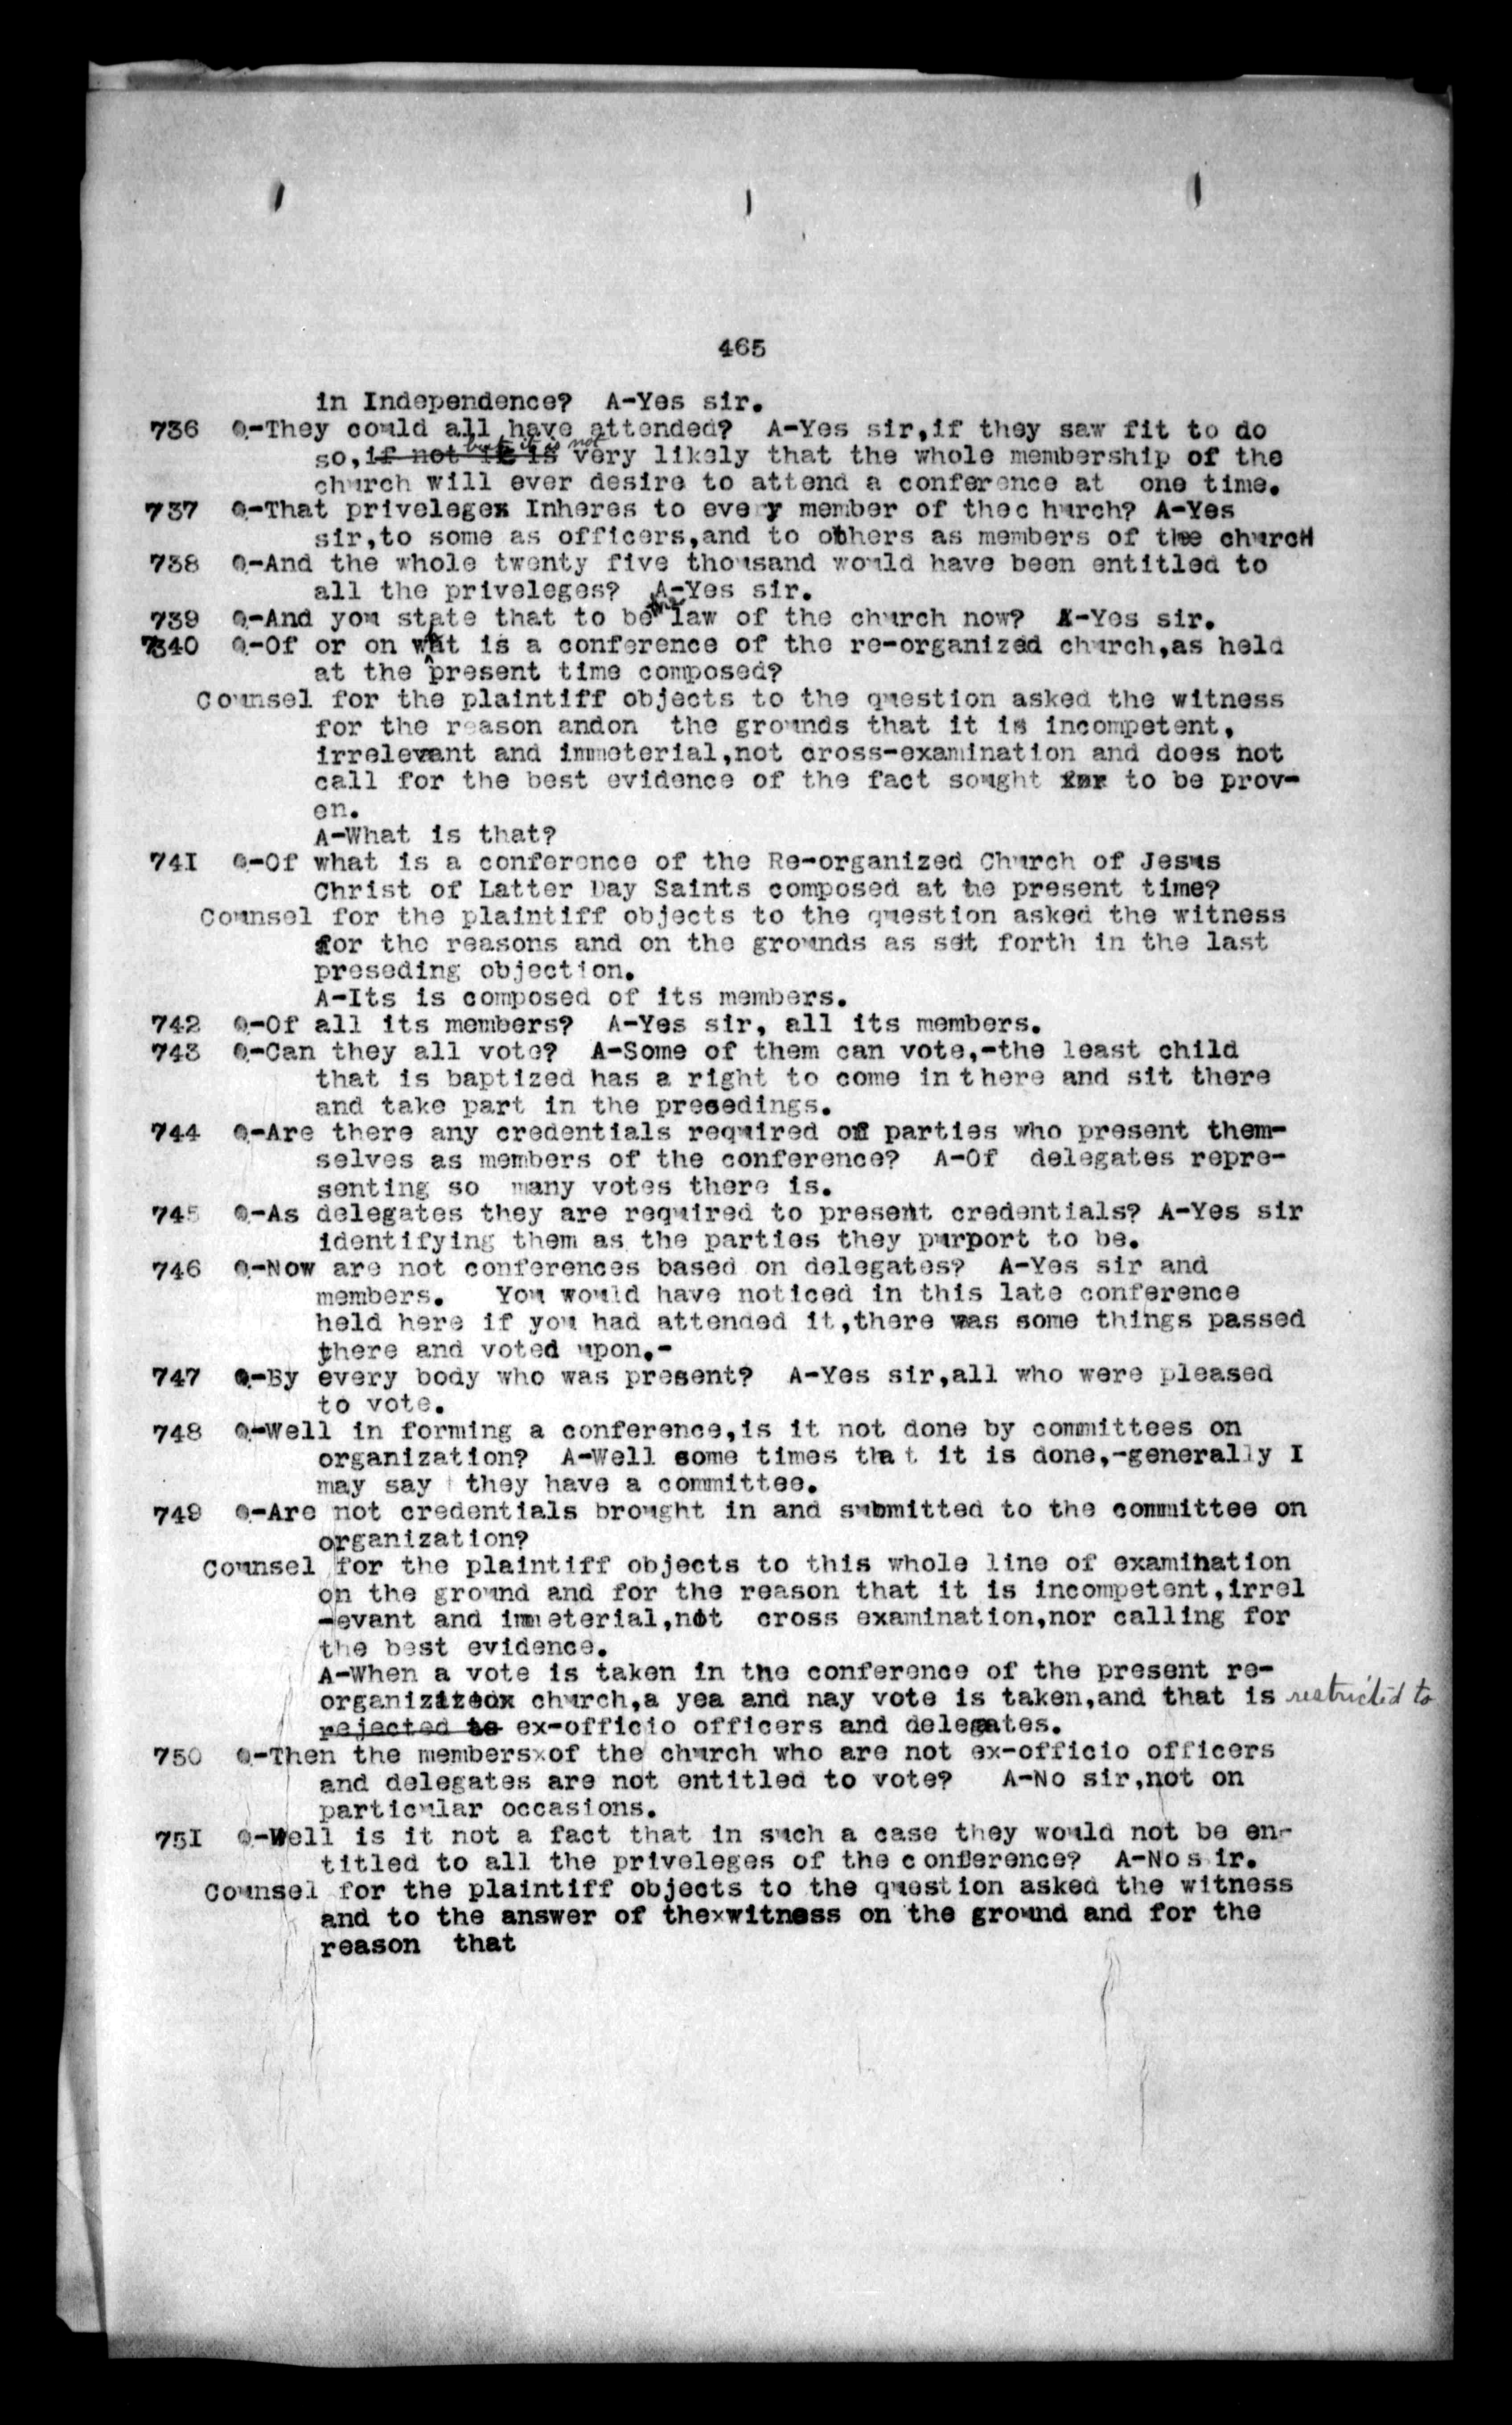 465
in Independence?  A-Yes sir.
736  Q-They could all have attended?  A-Yes sir,if they saw fit to do
so, but it is not very likely that the whole membership of the
church will ever desire to attend a conference at  one time.
737  Q-That privelegex Inheres to every member of thec hurch? A-Yes
sir,to some as officers,and to others as members of the churcH
738  Q-And the whole twenty five thousand would have been entitled to
all the priveleges?  A-Yes sir.
739  Q-And you state that to be the law of the church now?  A-Yes sir.
7340  Q-Of or on what is a conference of the re-organized church,as held
at the present time composed?
Counsel for the plaintiff objects to the question asked the witness
for the reason andon  the grounds that it is incompetent,
irrelevant and immeterial,not cross-examination and does not
call for the best evidence of the fact sought xxx to be prov-
en.
A-What is that?
741  Q-Of what is a conference of the Re-organized Church of Jesus
Christ of Latter Day Saints composed at he present time?
Counsel for the plaintiff objects to the question asked the witness
for the reasons and on the grounds as set forth in the last
preseding objection.
A-Its is composed of its members.
742  Q-Of all its members?  A-Yes sir, all its members.
743  Q-Can they all vote?  A-Some of them can vote,-the least child
that is baptized has a right to come in there and sit there
and take part in the presedings.
744  Q-Are there any credentials required of parties who present them-
selves as members of the conference?  A-Of  delegates repre-
senting so  many votes there is.
745  Q-As delegates they are required to present credentials? A-Yes sir
identifying them as the parties they purport to be.
746  Q-Now are not conferences based on delegates?  A-Yes sir and
members.   You would have noticed in this late conference
held here if you had attended it,there was some things passed
there and voted upon.-
747  Q-By every body who was present?  A-Yes sir,all who were pleased
to vote.
748  Q-Well in forming a conference,is it not done by committees on
organization?  A-Well some times that it is done,-generally I
may say  they have a committee.
749  Q-Are not credentials brought in and submitted to the committee on
organization?
Counsel for the plaintiff objects to this whole line of examination
on the ground and for the reason that it is incompetent,irrel
-evant and immeterial,not  cross examination,nor calling for
the best evidence.
A-When a vote is taken in the conference of the present re-
organizized church,a yea and nay vote is taken,and that is restricted to
rejected to ex-officio officers and delegates.
750  Q-Then the membersxof the church who are not ex-officio officers
and delegates are not entitled to vote?   A-No sir,not on
particular occasions.
751  Q-Well is it not a fact that in such a case they would not be en-
titled to all the priveleges of the conference?  A-No s ir.
Counsel for the plaintiff objects to the question asked the witness
and to the answer of thexwitness on the ground and for the
reason  that